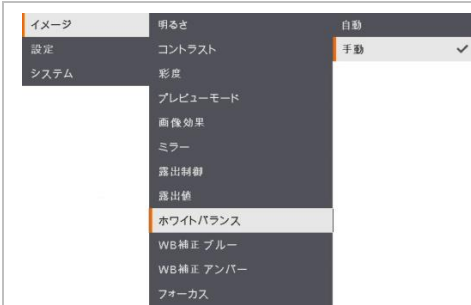 イメージ
設定
システム
明るさ
コントラスト
彩度
プレビューモード
画像効果
ミラー
露出制御
露出値
ホワイトバランス
WB補正 ブルー
WB補正 アンバー
フォーカス
自動
手動